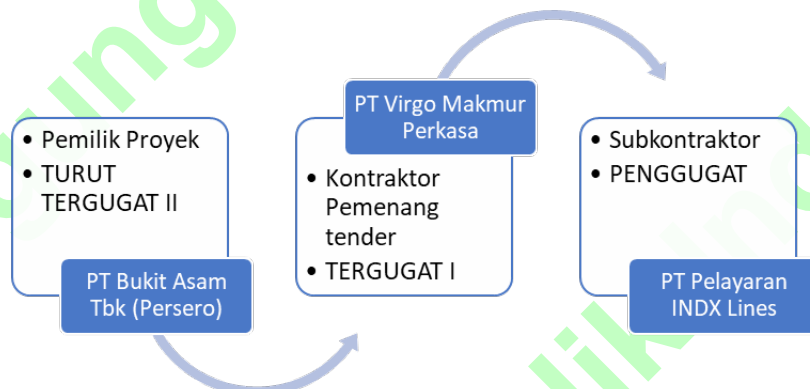 • Pemilik Proyek
• TURUT
TERGUGAT II
PT Bukit Asam
Tbk (Persero)
PT Virgo Makmur
Perkasa
• Kontraktor
Pemenang
tender
• TERGUGAT I
• Subkontraktor
• PENGGUGAT
PT Pelayaran
INDX Lines